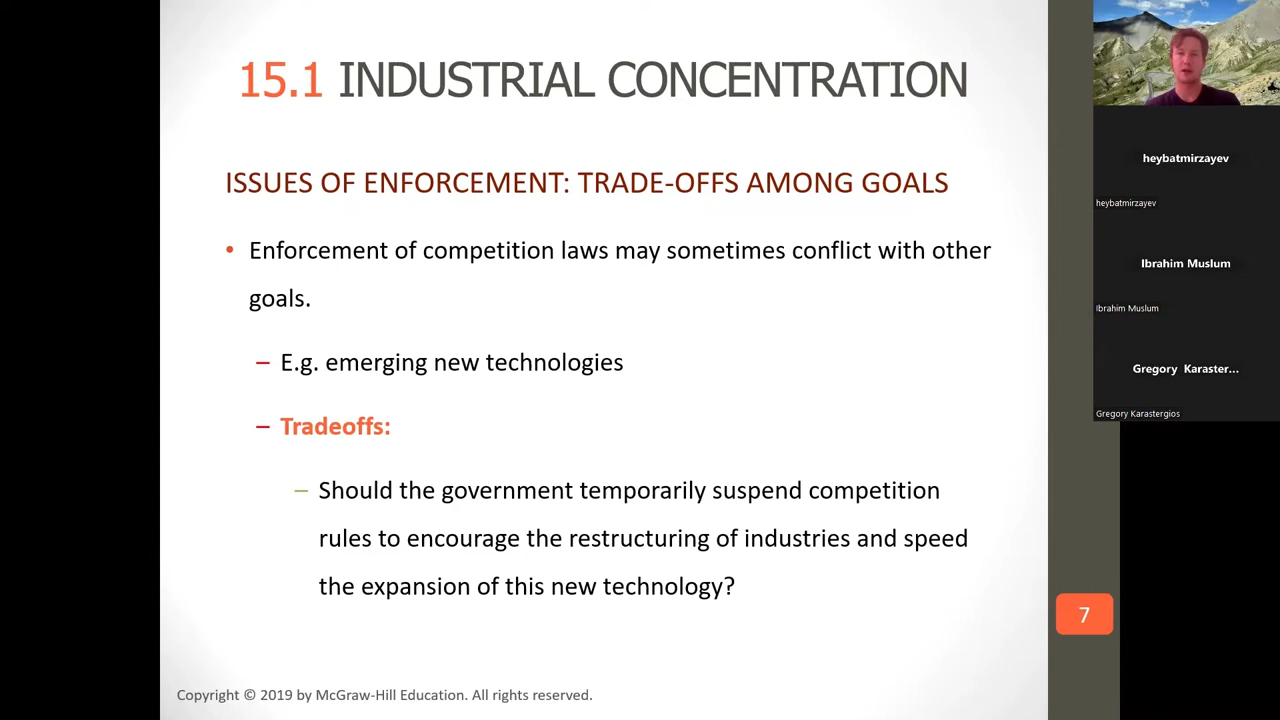 15.1 INDUSTRIAL CONCENTRATION
ISSUES OF ENFORCEMENT: TRADE-OFFS AMONG GOALS
• Enforcement of competition laws may sometimes conflict with other
goals.
– E.g. emerging new technologies
– Tradeoffs:
– Should the government temporarily suspend competition
rules to encourage the restructuring of industries and speed
the expansion of this new technology?
7
Copyright © 2019 by McGraw-Hill Education. All rights reserved.
heybatmirzayev
heybatmirzayev
Ibrahim Muslum
Ibrahim Muslum
Gregory Karaster...
Gregory Karastergios